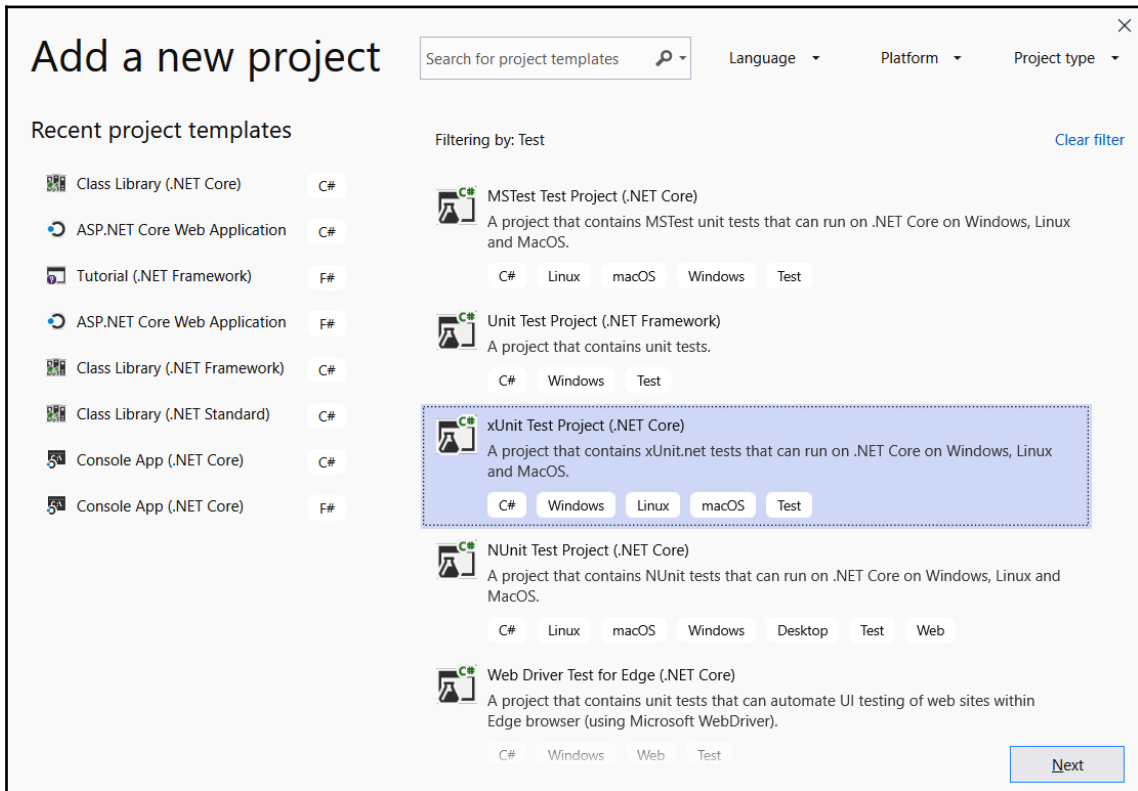 Add a new project
Search for project templates
Language
Platform
Project type
Recent project templates
Class Library (.NET Core) C#
ASP.NET Core Web Application C#
Tutorial (.NET Framework) F#
ASP.NET Core Web Application F#
Class Library (.NET Framework) C#
Class Library (.NET Standard) C#
Console App (.NET Core) C#
Console App (.NET Core) F#
Filtering by: Test
Clear filter
C#
MSTest Test Project (.NET Core)
A project that contains MSTest unit tests that can run on .NET Core on Windows, Linux
and MacOS.
C# Linux macOS Windows Test
C#
Unit Test Project (.NET Framework)
A project that contains unit tests.
C# Windows Test
C#
xUnit Test Project (.NET Core)
A project that contains xUnit.net tests that can run on .NET Core on Windows, Linux
and MacOS.
C# Windows Linux macOS Test
C#
NUnit Test Project (.NET Core)
A project that contains NUnit tests that can run on .NET Core on Windows, Linux and
MacOS.
C# Linux macOS Windows Desktop Test Web
C#
Web Driver Test for Edge (.NET Core)
A project that contains unit tests that can automate UI testing of web sites within
Edge browser (using Microsoft WebDriver).
C# Windows Web Test
Next